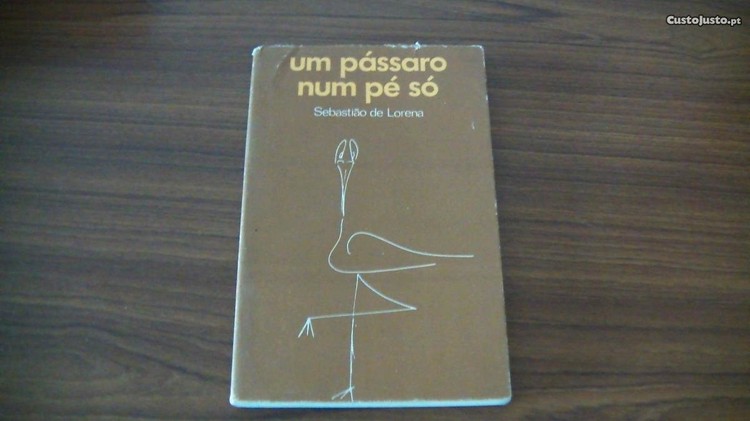 CustoJusto.pt
um pássaro
num pé só
Sebastião de Lorena